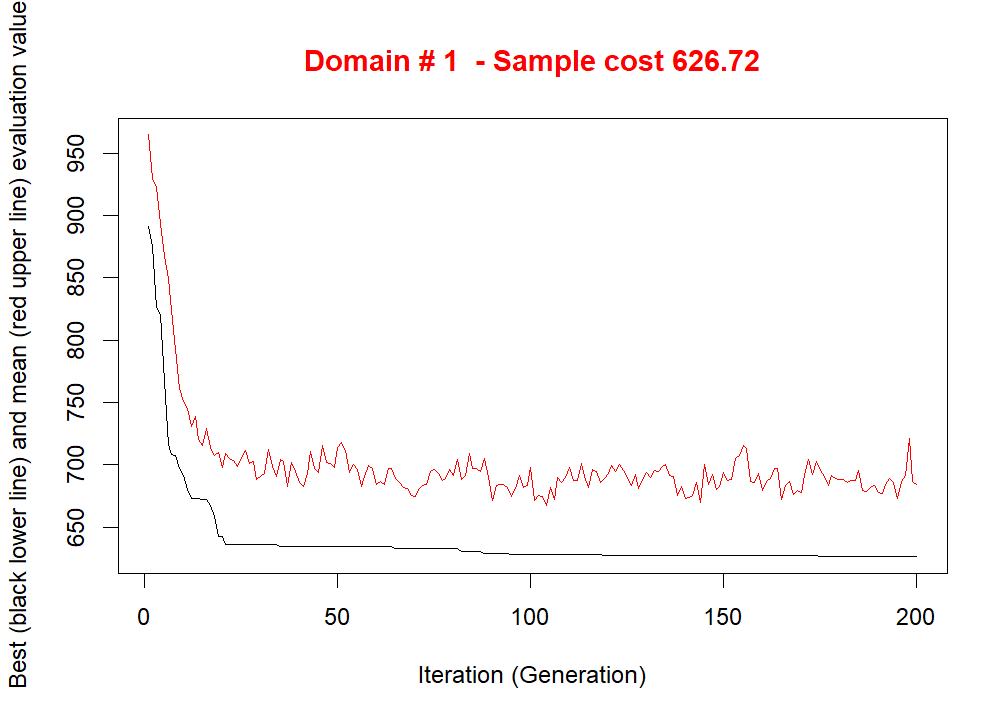 Domain # 1  - Sample cost 626.72
Best (black lower line) and mean (red upper line) evaluation value
950
900
850
800
750
700
650
0 50 100 150 200
Iteration (Generation)